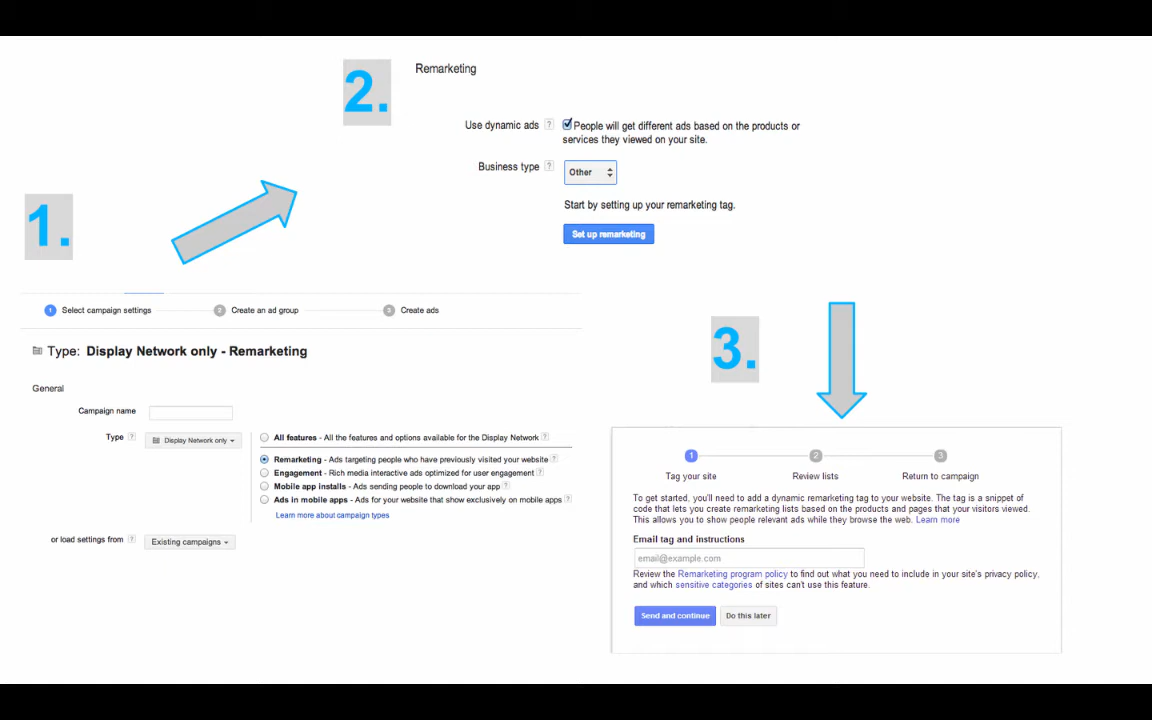 1.
Select campaign settings
Create an ad group
Create ads
Type: Display Network only - Remarketing
General
Campaign name
Type ?
Display Network only
All features - All the features and options available for the Display Network ?
Remarketing - Ads targeting people who have previously visited your website ?
Engagement - Rich media interactive ads optimized for user engagement ?
Mobile app installs - Ads sending people to download your app ?
Ads in mobile apps - Ads for your website that show exclusively on mobile apps ?
Learn more about campaign types
or load settings from ?
Existing campaigns
2.
Remarketing
Use dynamic ads ?
People will get different ads based on the products or
services they viewed on your site.
Business type ?
Other
Start by setting up your remarketing tag.
Set up remarketing
3.
1
2
3
Tag your site
Review lists
Return to campaign
To get started, you'll need to add a dynamic remarketing tag to your website. The tag is a snippet of
code that lets you create remarketing lists based on the products and pages that your visitors viewed.
This allows you to show people relevant ads while they browse the web. Learn more
Email tag and instructions
email@example.com
Review the Remarketing program policy to find out what you need to include in your site's privacy policy,
and which sensitive categories of sites can't use this feature.
Send and continue
Do this later